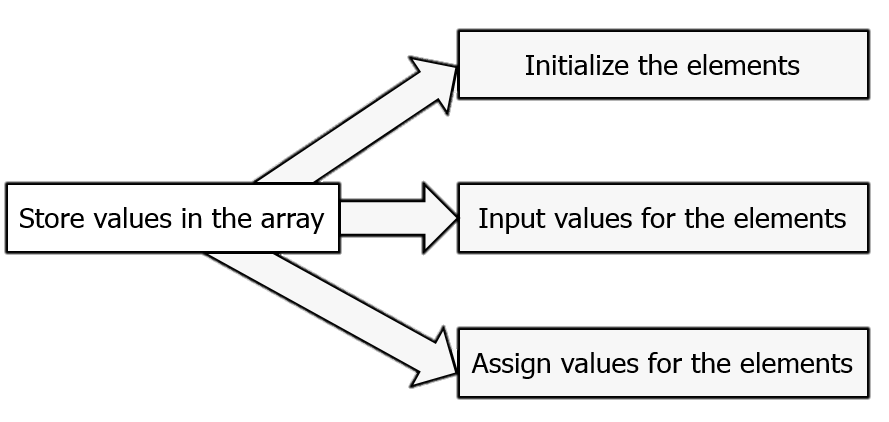 Initialize the elements
Store values in the array
Input values for the elements
Assign values for the elements